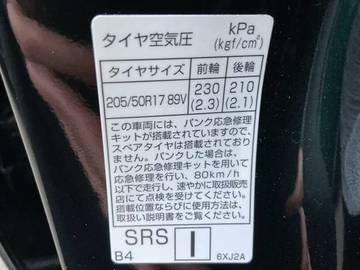 タイヤ空気圧 kPa (kgf/cm²)
タイヤサイズ 前輪 後輪
205/50R17 89V 230 (2.3) 210 (2.1)
この車両には、パンク応急修理キット
が搭載されていますので、
スペアタイヤは搭載されており
ません。パンクした場合は、
パンク応急修理キットを用いて
応急修理を行い、80km/h
以下で走行し、速やかに取扱販売
店にて点検を受けてください。
搭載位置ならびに使用方法は、
取扱い説明書をご覧ください。
SRS I
B4 6XJ2A